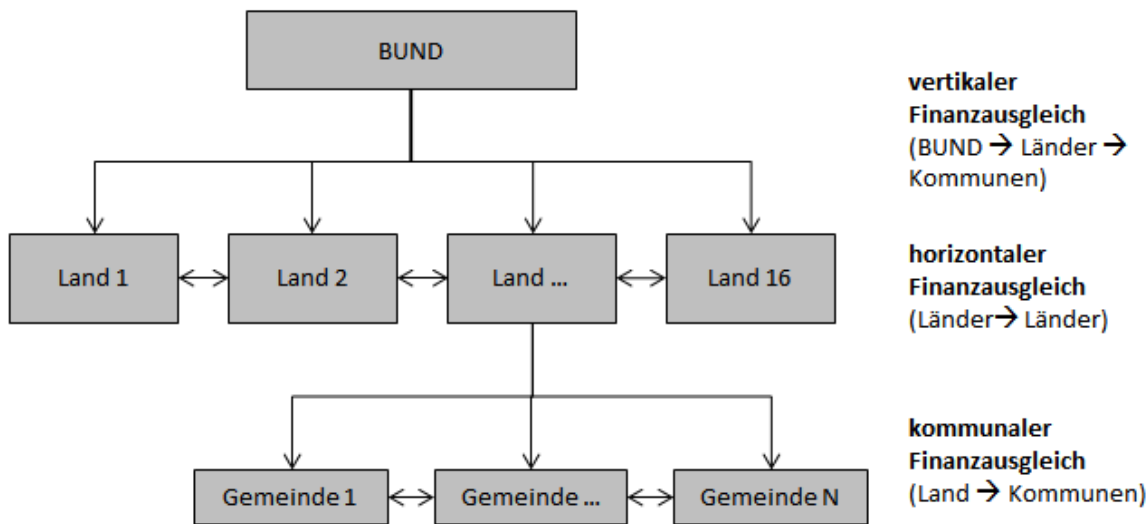 BUND
vertikaler
Finanzausgleich
(BUND → Länder →
Kommunen)
Land 1
Land 2
Land ...
Land 16
horizontaler
Finanzausgleich
(Länder→ Länder)
kommunaler
Finanzausgleich
(Land → Kommunen)
Gemeinde 1
Gemeinde ...
Gemeinde N